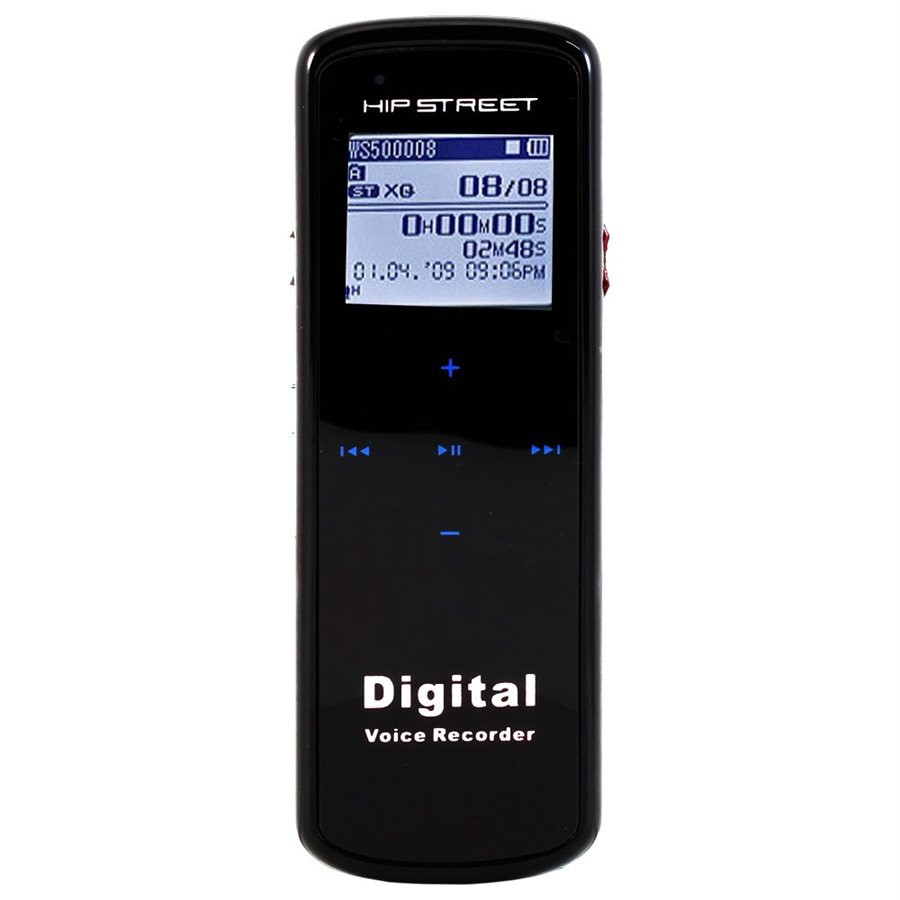 HIP STREET
WS500008
A
ST XQ 08/08
0H00M00S
02M48S
01.04.'09 09:06PM
H
Digital
Voice Recorder